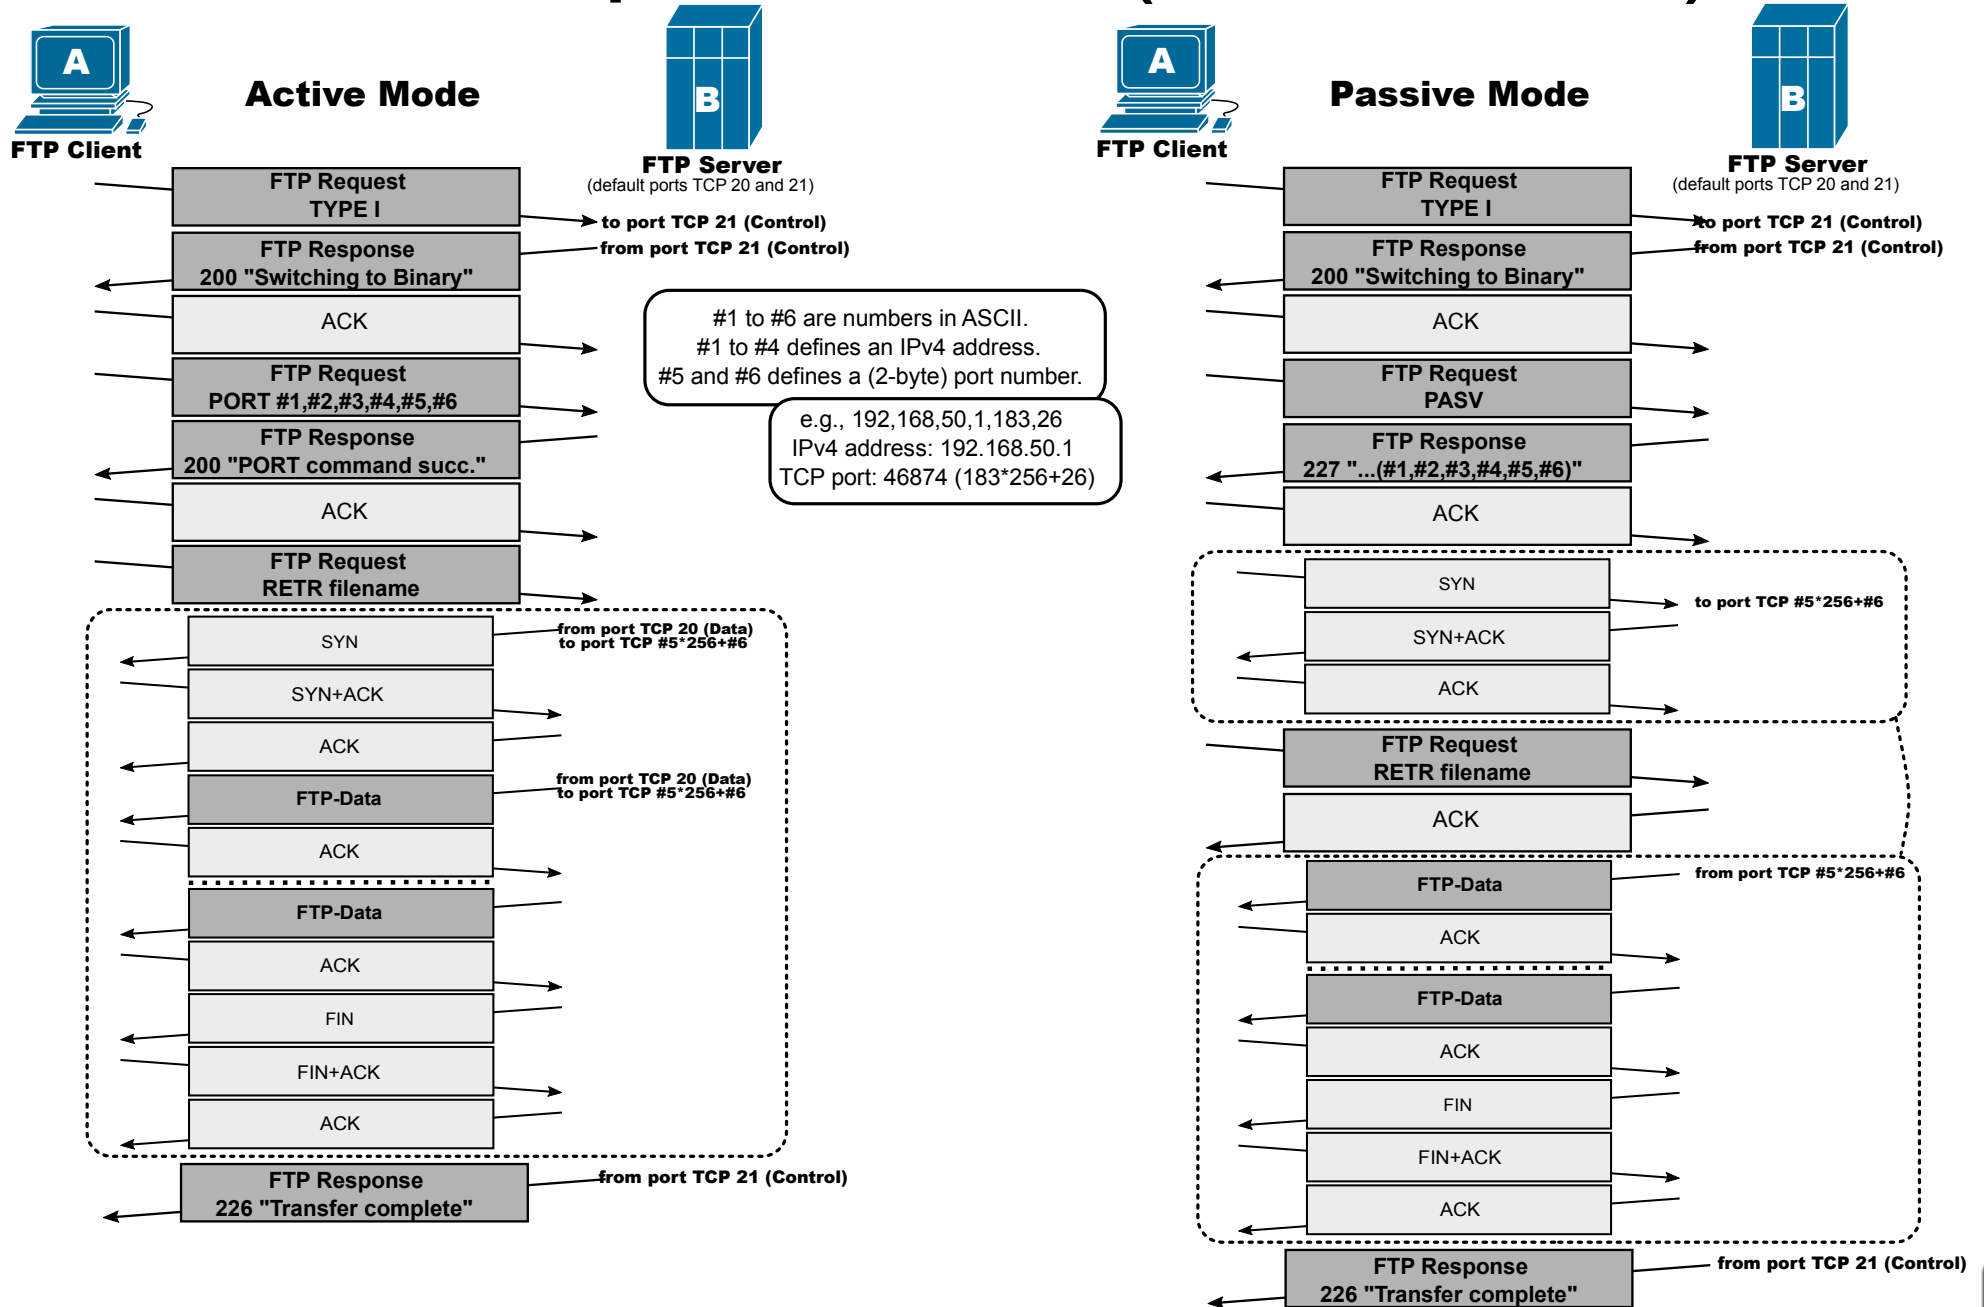 A
Active Mode
B
FTP Client
FTP Server
(default ports TCP 20 and 21)
FTP Request
TYPE I
to port TCP 21 (Control)
FTP Response
200 "Switching to Binary"
from port TCP 21 (Control)
ACK
FTP Request
PORT #1,#2,#3,#4,#5,#6
FTP Response
200 "PORT command succ."
ACK
FTP Request
RETR filename
SYN
from port TCP 20 (Data)
to port TCP #5*256+#6
SYN+ACK
ACK
FTP-Data
from port TCP 20 (Data)
to port TCP #5*256+#6
ACK
FTP-Data
ACK
FIN
FIN+ACK
ACK
FTP Response
226 "Transfer complete"
from port TCP 21 (Control)
#1 to #6 are numbers in ASCII.
#1 to #4 defines an IPv4 address.
#5 and #6 defines a (2-byte) port number.
e.g., 192,168,50,1,183,26
IPv4 address: 192.168.50.1
TCP port: 46874 (183*256+26)
A
Passive Mode
B
FTP Client
FTP Server
(default ports TCP 20 and 21)
FTP Request
TYPE I
to port TCP 21 (Control)
FTP Response
200 "Switching to Binary"
from port TCP 21 (Control)
ACK
FTP Request
PASV
FTP Response
227 "...(#1,#2,#3,#4,#5,#6)"
ACK
SYN
to port TCP #5*256+#6
SYN+ACK
ACK
FTP Request
RETR filename
ACK
FTP-Data
from port TCP #5*256+#6
ACK
FTP-Data
ACK
FIN
FIN+ACK
ACK
FTP Response
226 "Transfer complete"
from port TCP 21 (Control)